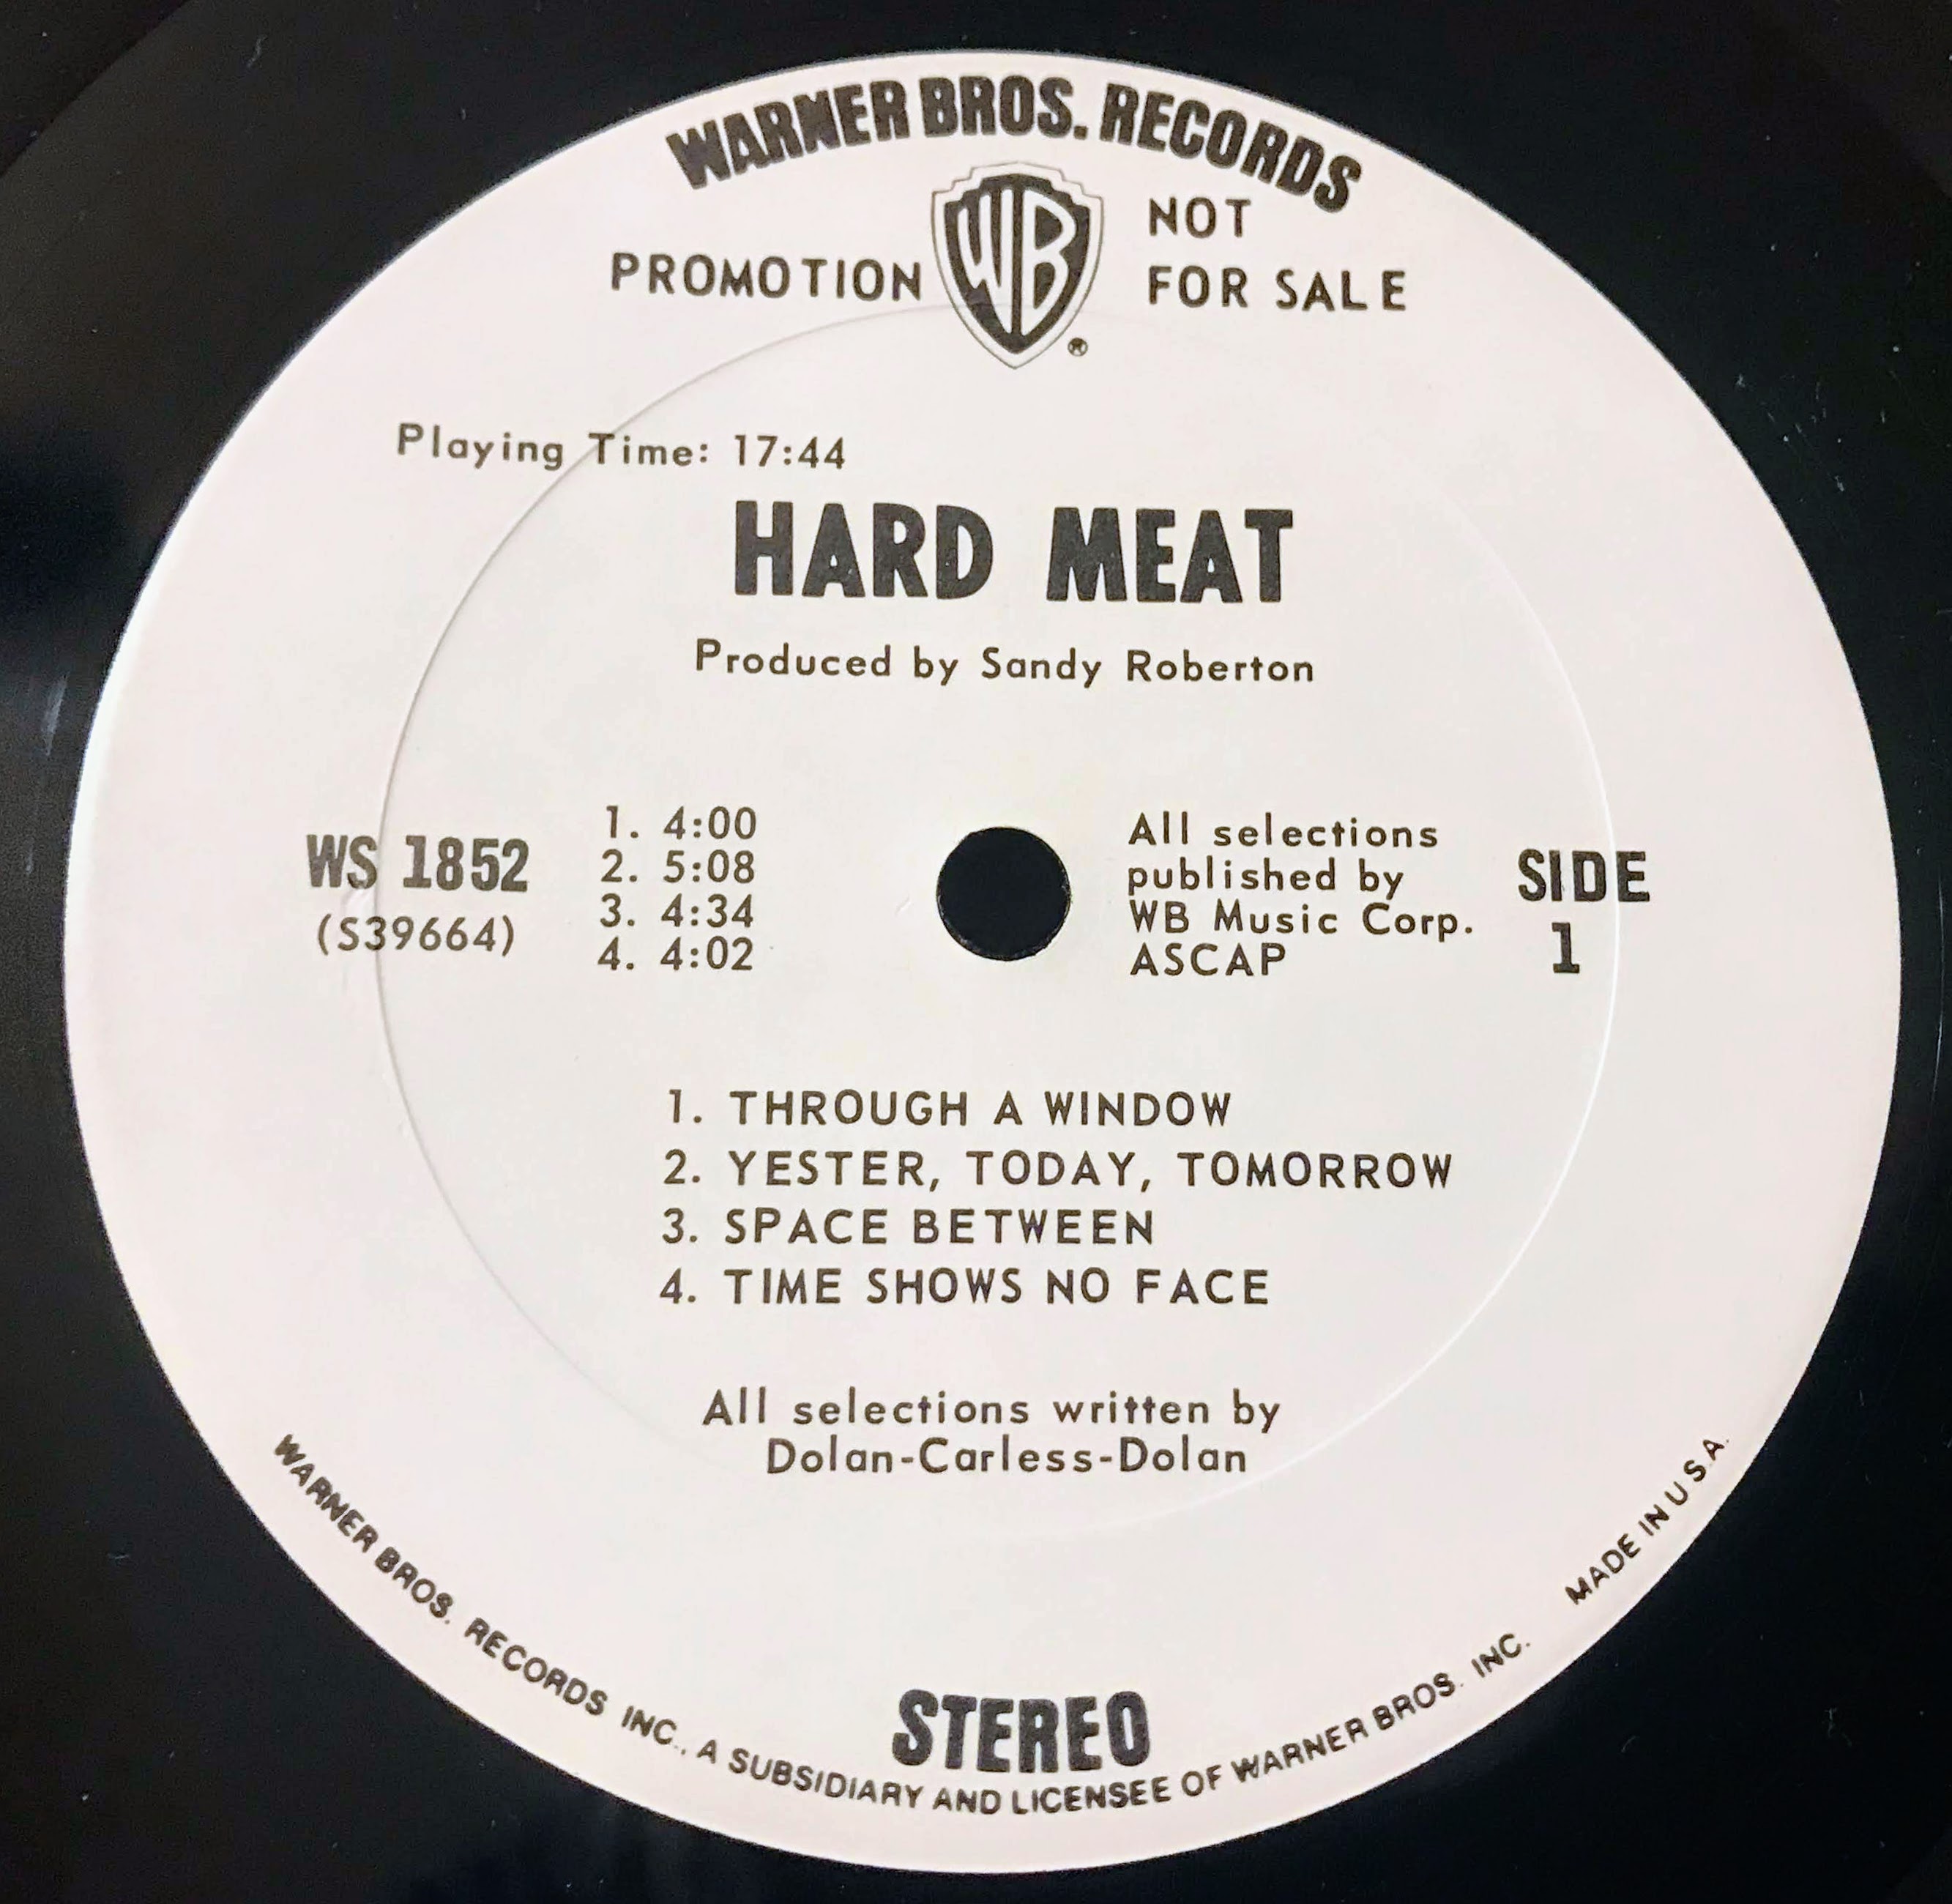 WARNER BROS. RECORDS
WB
®
PROMOTION
NOT
FOR SALE
Playing Time: 17:44
HARD MEAT
Produced by Sandy Roberton
WS 1852
(S39664)
1. 4:00
2. 5:08
3. 4:34
4. 4:02
All selections
published by
WB Music Corp.
ASCAP
SIDE
1
1. THROUGH A WINDOW
2. YESTER, TODAY, TOMORROW
3. SPACE BETWEEN
4. TIME SHOWS NO FACE
All selections written by
Dolan-Carless-Dolan
STEREO
WARNER BROS. RECORDS INC., A SUBSIDIARY AND LICENSEE OF WARNER BROS. INC. MADE IN U.S.A.